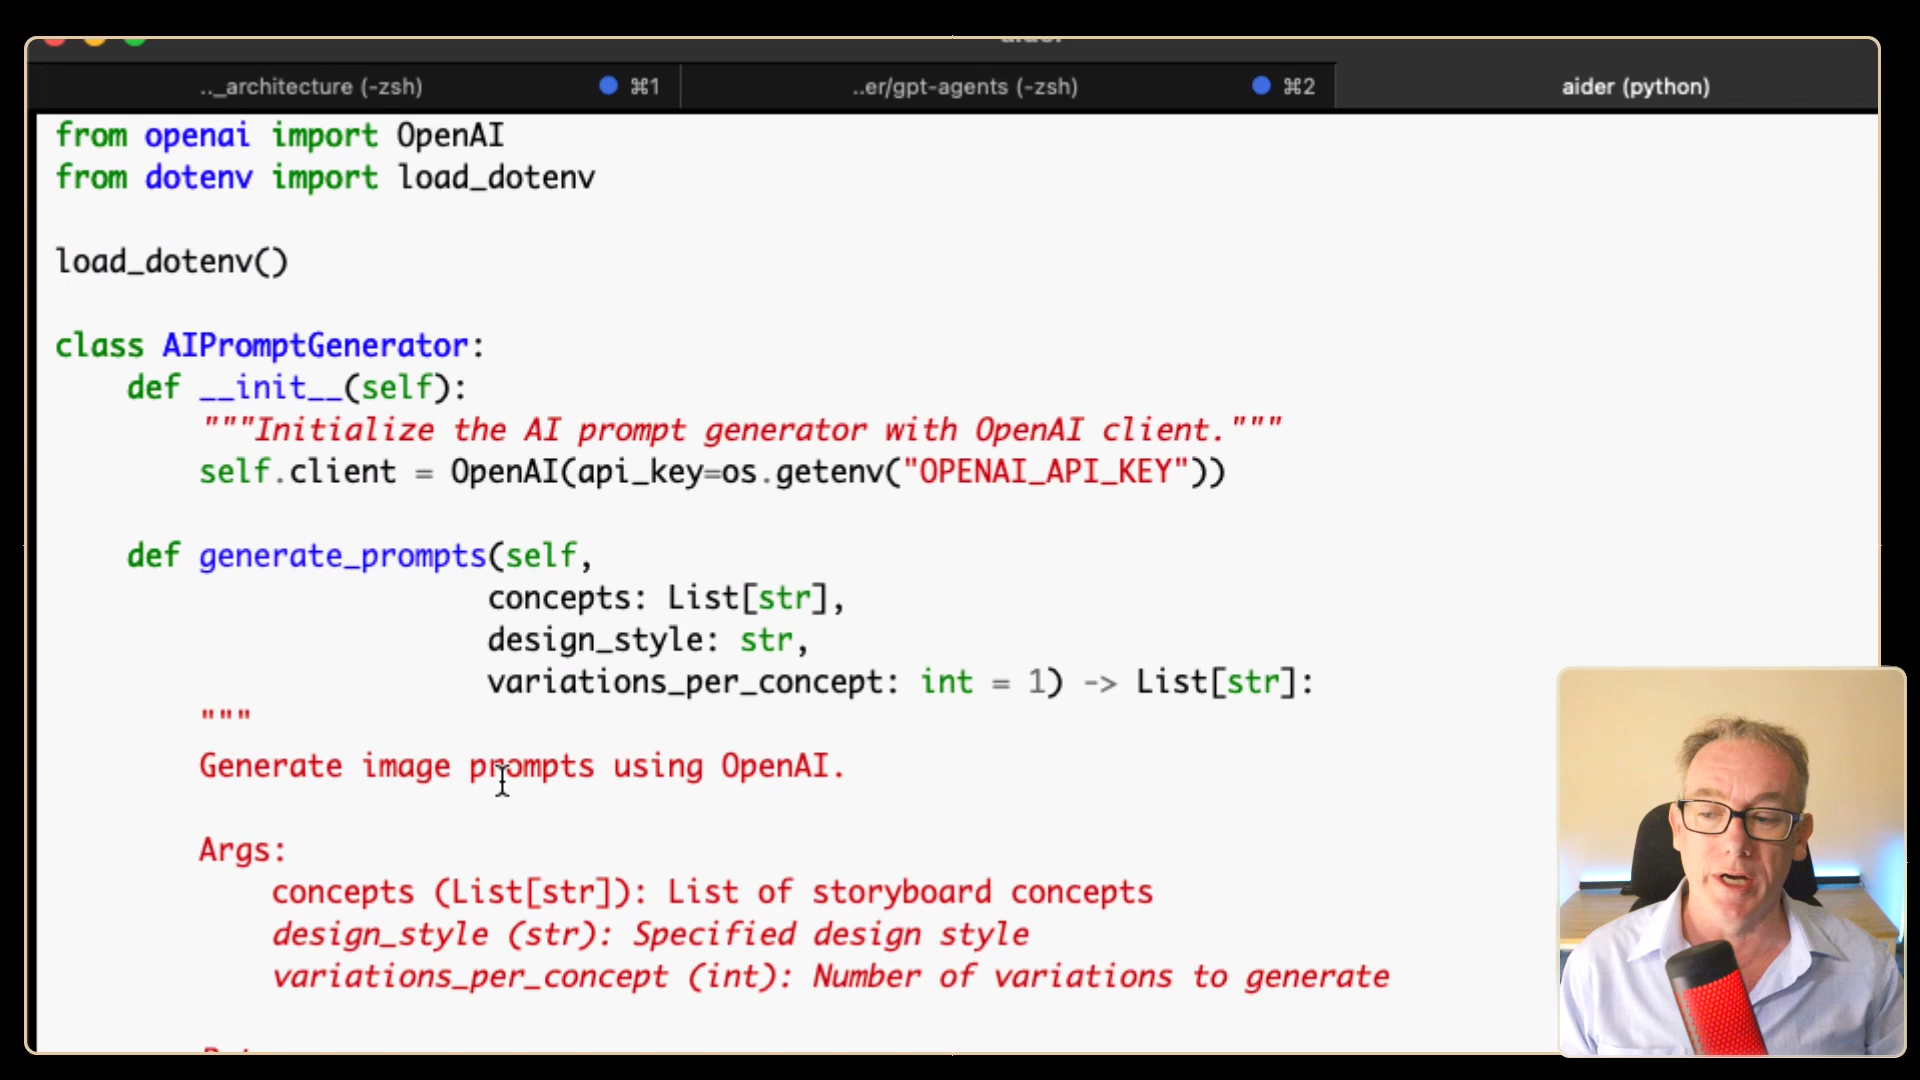 .._architecture (-zsh) ⌘1 ..er/gpt-agents (-zsh) ⌘2 aider (python)
from openai import OpenAI
from dotenv import load_dotenv
load_dotenv()
class AIPromptGenerator:
def __init__(self):
"""Initialize the AI prompt generator with OpenAI client."""
self.client = OpenAI(api_key=os.getenv("OPENAI_API_KEY"))
def generate_prompts(self,
concepts: List[str],
design_style: str,
variations_per_concept: int = 1) -> List[str]:
"""
Generate image prompts using OpenAI.
Args:
concepts (List[str]): List of storyboard concepts
design_style (str): Specified design style
variations_per_concept (int): Number of variations to generate